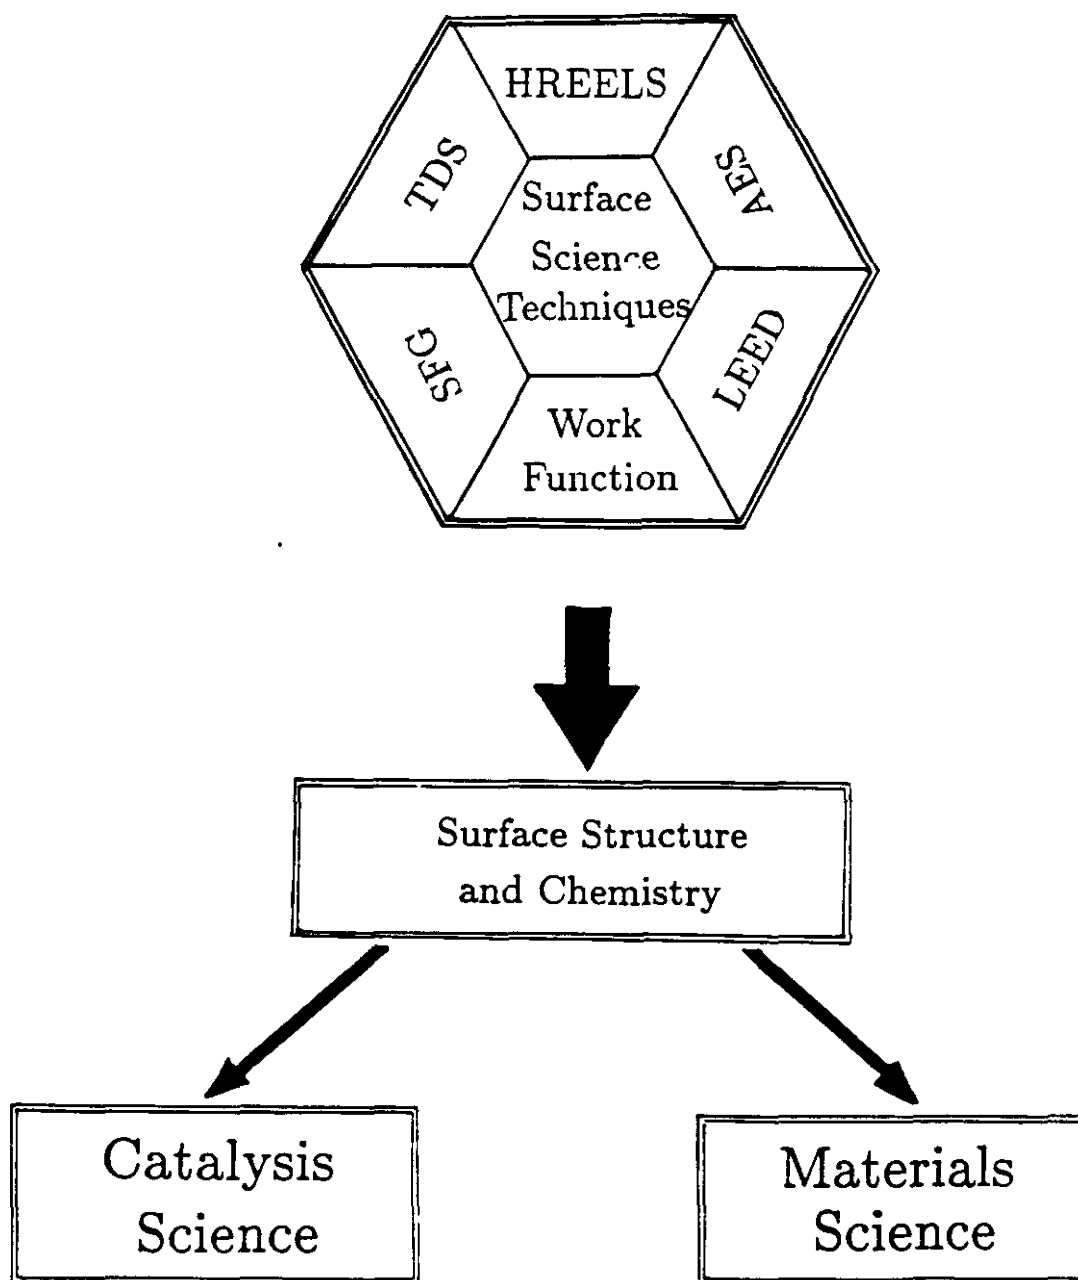 HREELS
TDS
AES
Surface
Science
Techniques
SFG
LEED
Work
Function
Surface Structure
and Chemistry
Catalysis
Science
Materials
Science